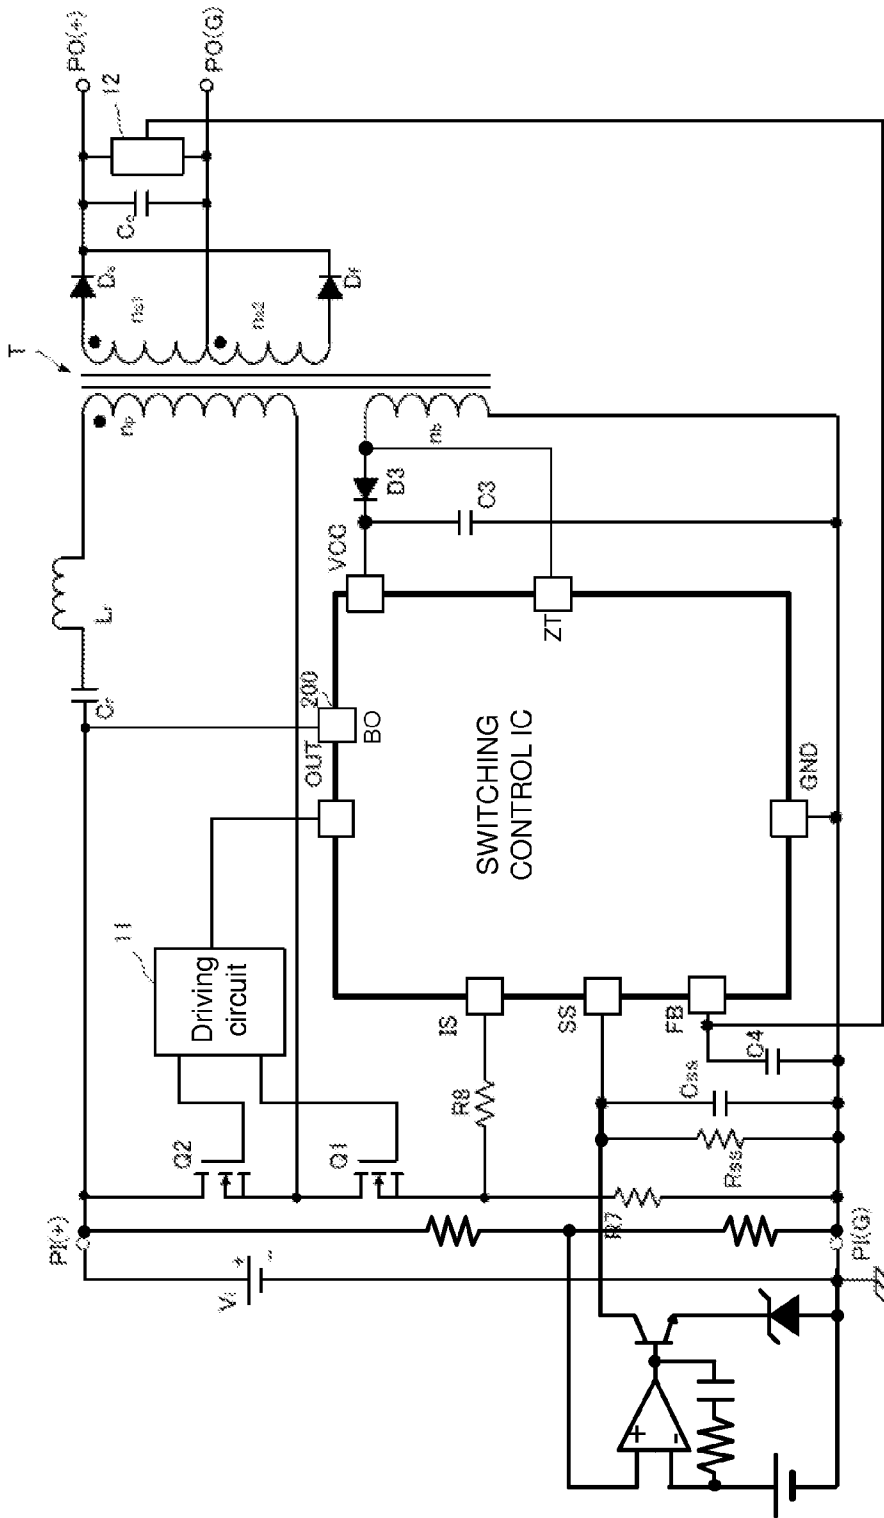 PO(+)
PO(G)
12
Co
Ds
Df
ns1
ns2
T
np
nb
D3
C3
Lr
Cr
VCC
ZT
200
BO
OUT
SWITCHING
CONTROL IC
GND
11
Driving
circuit
IS
SS
FB
C4
Css
Rss
R8
Q2
Q1
R7
PI(+)
PI(G)
Vi
+
-
+
-